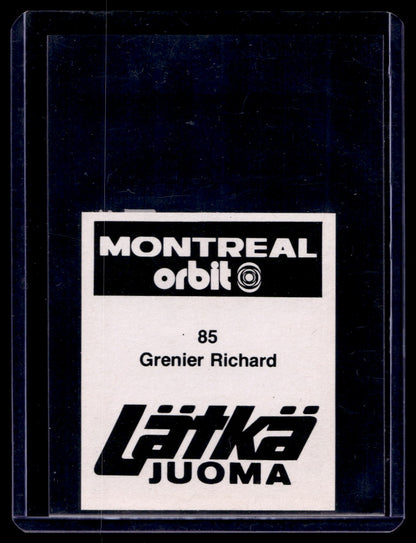 MONTREAL
orbit
85
Grenier Richard
Lätkä
JUOMA